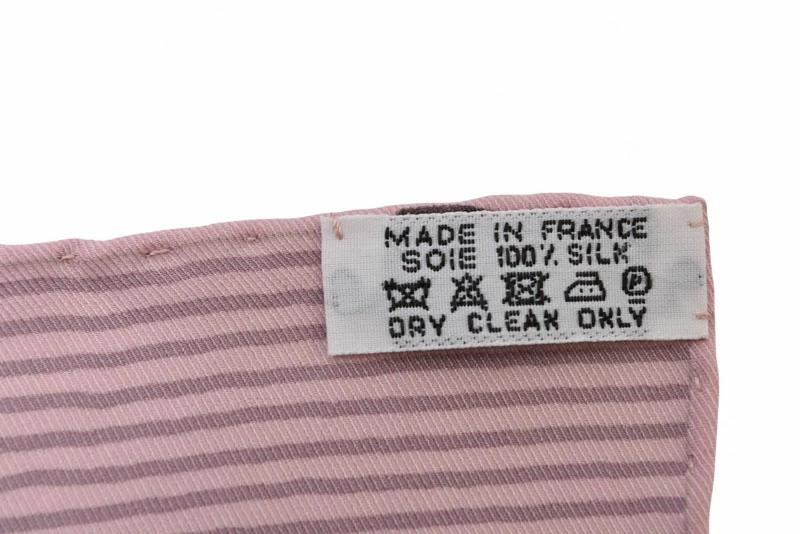 MADE IN FRANCE
SOIE 100% SILK
P
DRY CLEAN ONLY